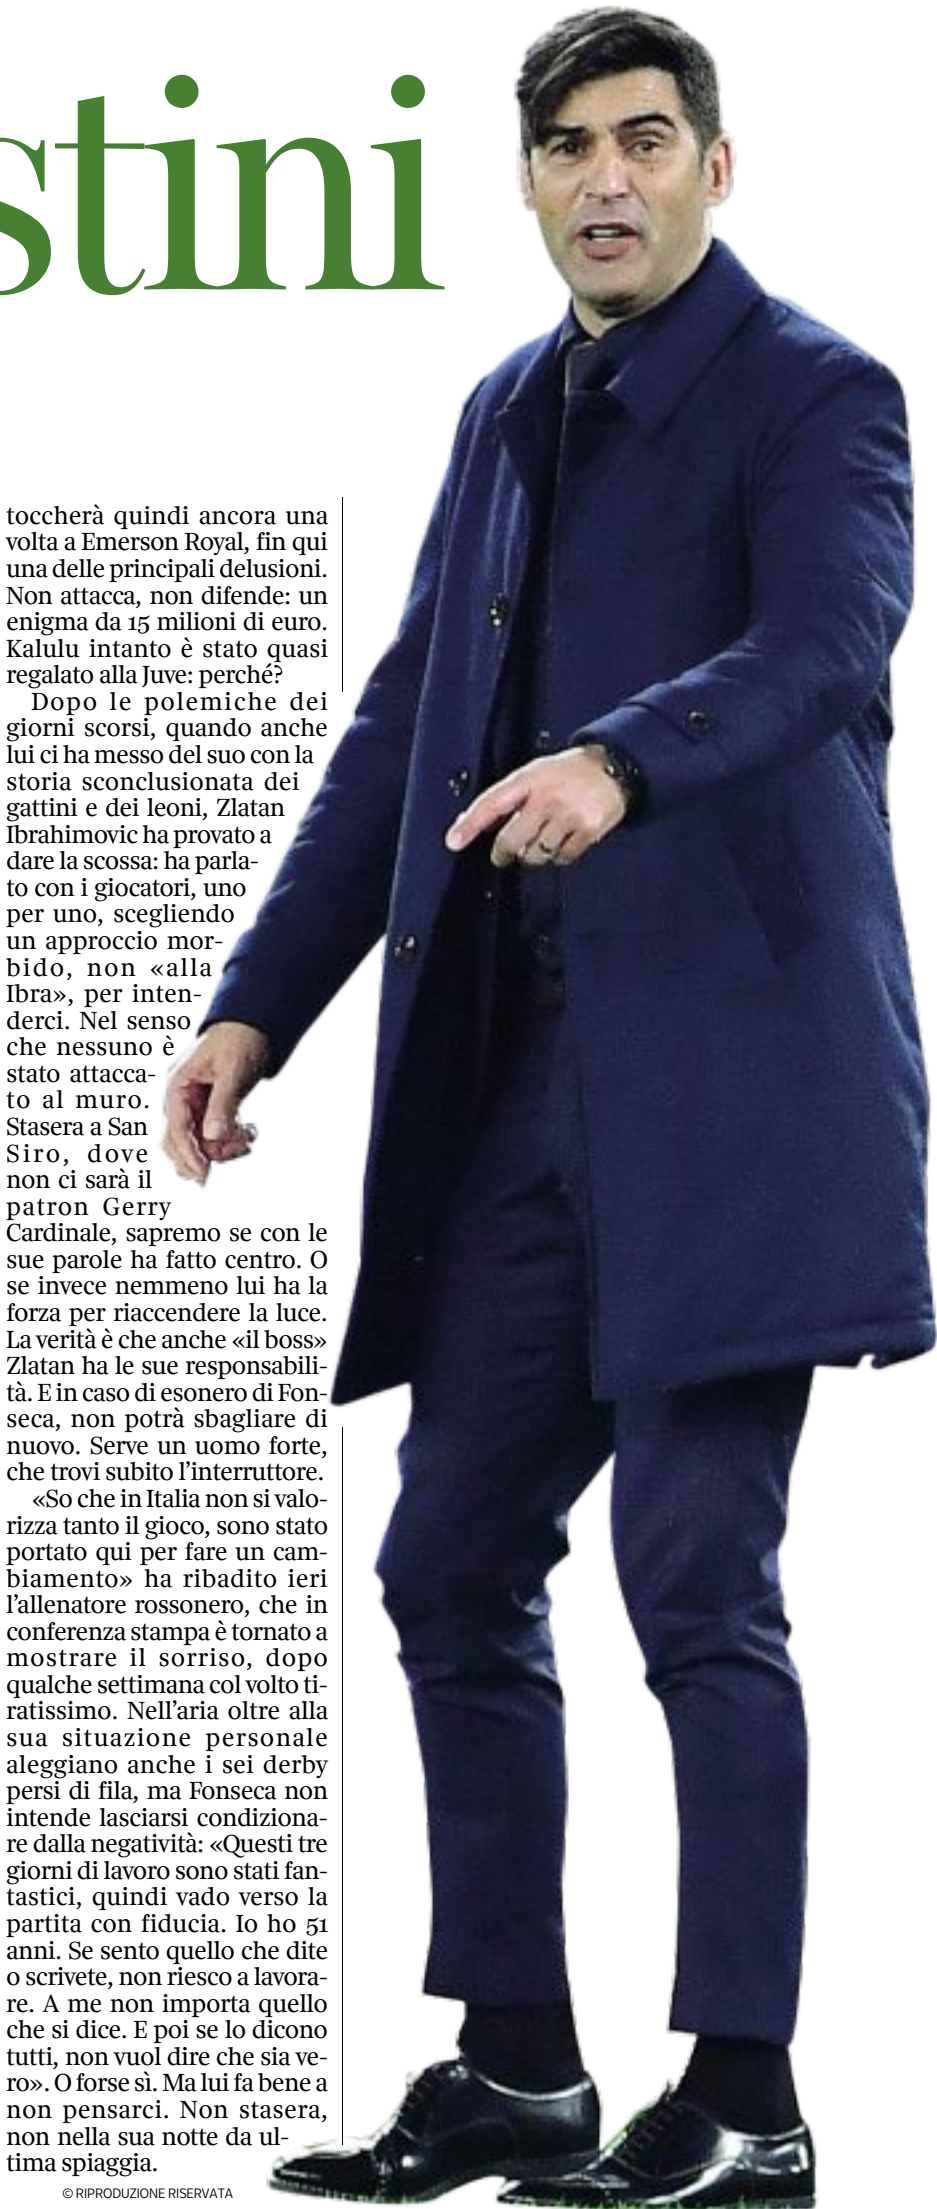 stini
toccherà quindi ancora una
volta a Emerson Royal, fin qui
una delle principali delusioni.
Non attacca, non difende: un
enigma da 15 milioni di euro.
Kalulu intanto è stato quasi
regalato alla Juve: perché?
Dopo le polemiche dei
giorni scorsi, quando anche
lui ci ha messo del suo con la
storia sconclusionata dei
gattini e dei leoni, Zlatan
Ibrahimovic ha provato a
dare la scossa: ha parla-
to con i giocatori, uno
per uno, scegliendo
un approccio mor-
bido, non «alla
Ibra», per inten-
derci. Nel senso
che nessuno è
stato attacca-
to al muro.
Stasera a San
Siro, dove
non ci sarà il
patron Gerry
Cardinale, sapremo se con le
sue parole ha fatto centro. O
se invece nemmeno lui ha la
forza per riaccendere la luce.
La verità è che anche «il boss»
Zlatan ha le sue responsabili-
tà. E in caso di esonero di Fon-
seca, non potrà sbagliare di
nuovo. Serve un uomo forte,
che trovi subito l'interruttore.
«So che in Italia non si valo-
rizza tanto il gioco, sono stato
portato qui per fare un cam-
biamento» ha ribadito ieri
l'allenatore rossonero, che in
conferenza stampa è tornato a
mostrare il sorriso, dopo
qualche settimana col volto ti-
ratissimo. Nell'aria oltre alla
sua situazione personale
aleggiano anche i sei derby
persi di fila, ma Fonseca non
intende lasciarsi condiziona-
re dalla negatività: «Questi tre
giorni di lavoro sono stati fan-
tastici, quindi vado verso la
partita con fiducia. Io ho 51
anni. Se sento quello che dite
o scrivete, non riesco a lavora-
re. A me non importa quello
che si dice. E poi se lo dicono
tutti, non vuol dire che sia ve-
ro». O forse sì. Ma lui fa bene a
non pensarci. Non stasera,
non nella sua notte da ul-
tima spiaggia.
© RIPRODUZIONE RISERVATA